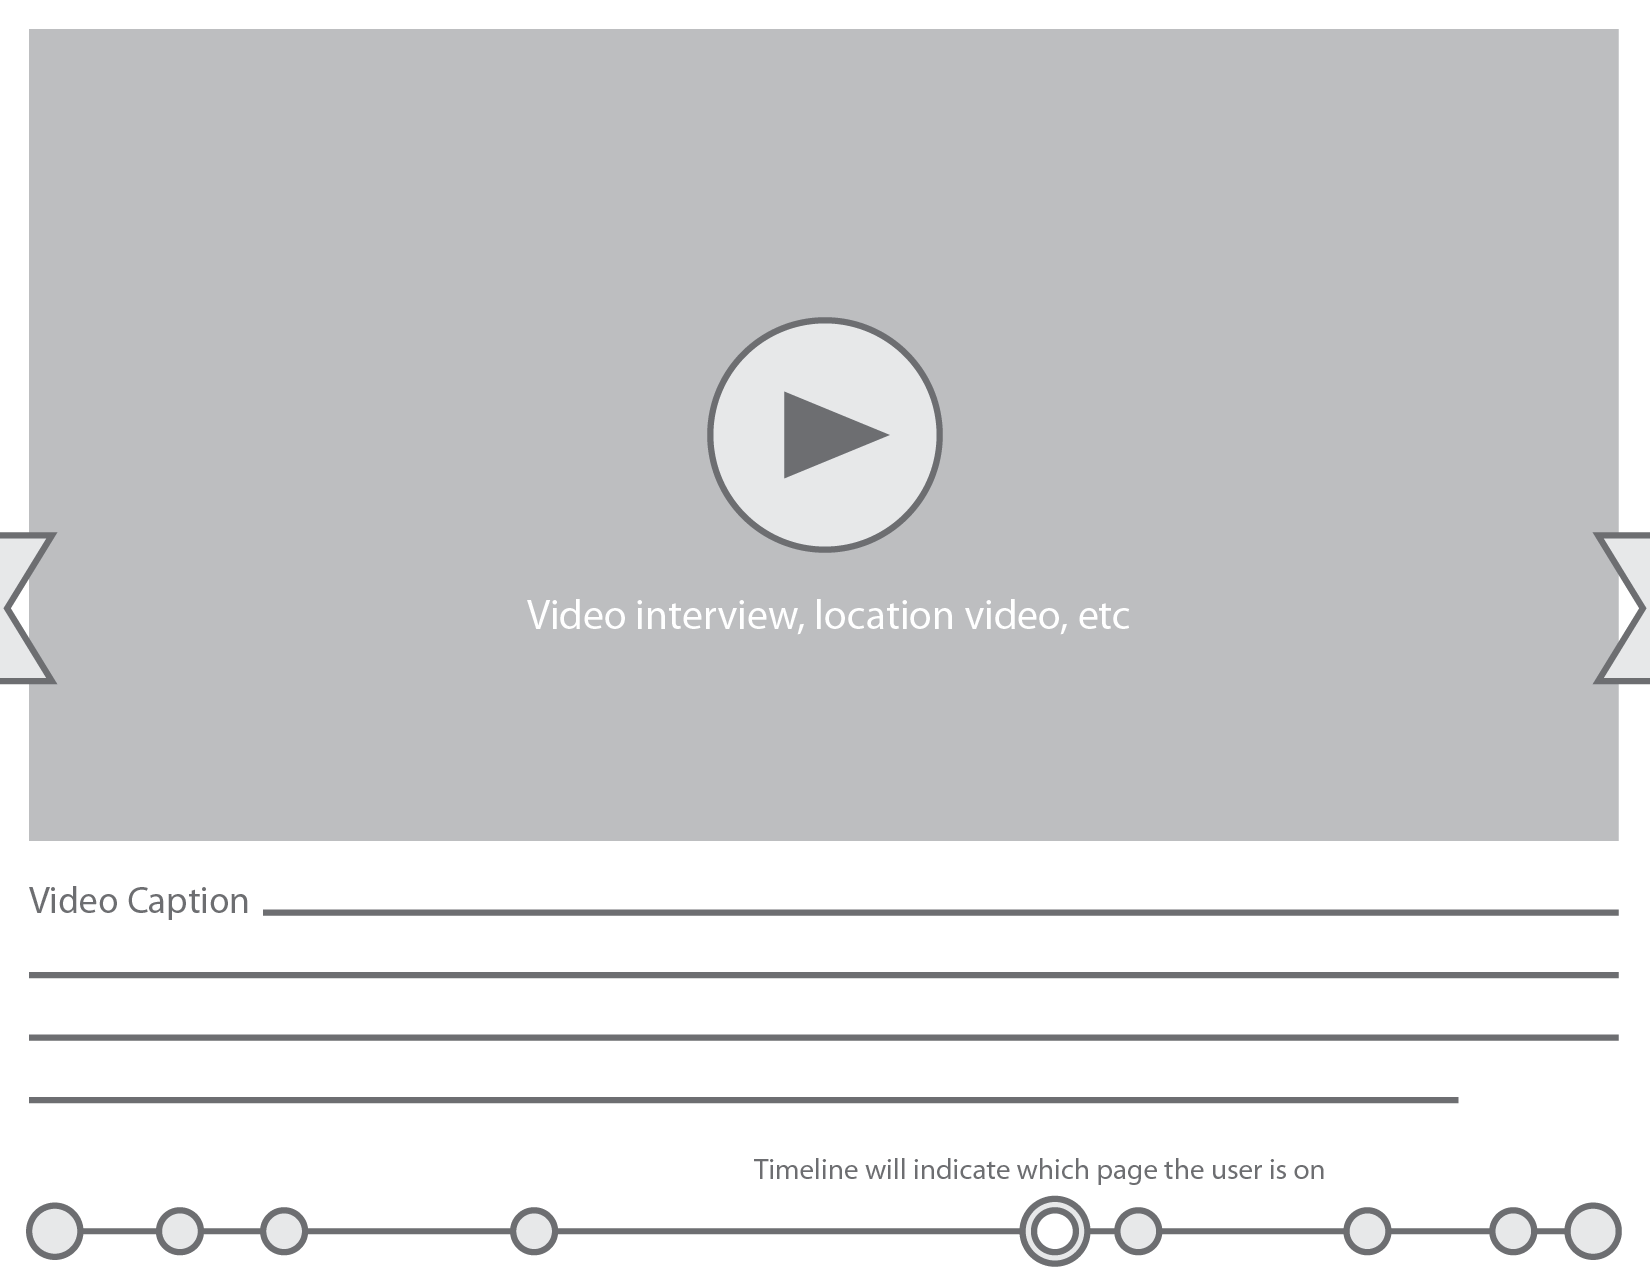 Video interview, location video, etc
Video Caption
Timeline will indicate which page the user is on